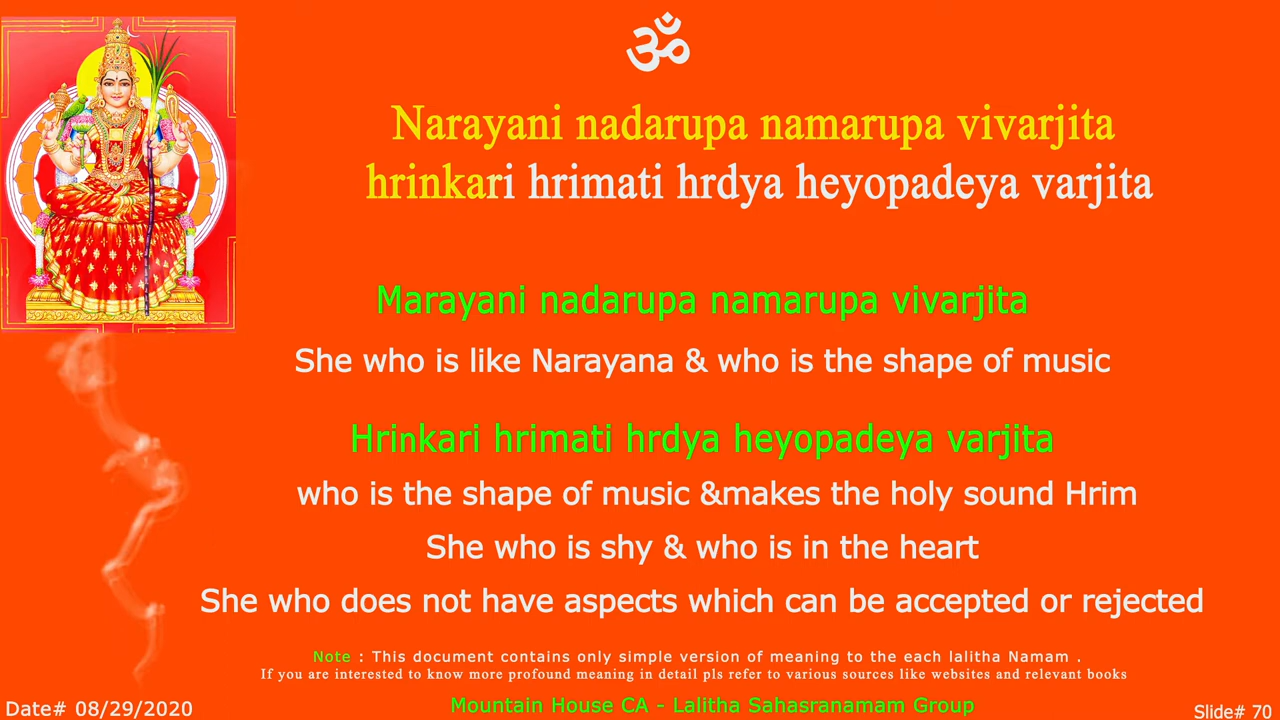 ॐ
Narayani nadarupa namarupa vivarjita
hrinkari hrimati hrdya heyopadeya varjita
Marayani nadarupa namarupa vivarjita
She who is like Narayana & who is the shape of music
Hrinkari hrimati hrdya heyopadeya varjita
who is the shape of music &makes the holy sound Hrim
She who is shy & who is in the heart
She who does not have aspects which can be accepted or rejected
Note : This document contains only simple version of meaning to the each lalitha Namam .
If you are interested to know more profound meaning in detail pls refer to various sources like websites and relevant books
Mountain House CA - Lalitha Sahasranamam Group
Date# 08/29/2020
Slide# 70